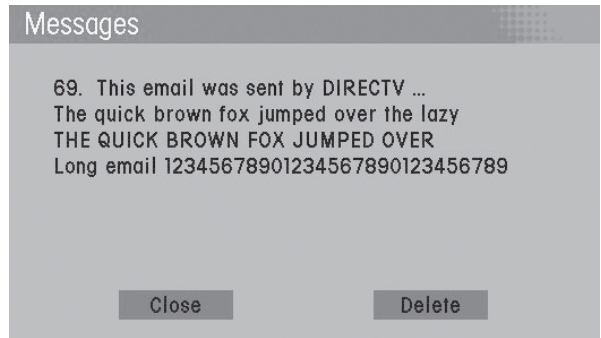 Messages
69. This email was sent by DIRECTV ...
The quick brown fox jumped over the lazy
THE QUICK BROWN FOX JUMPED OVER
Long email 12345678901234567890123456789
Close Delete